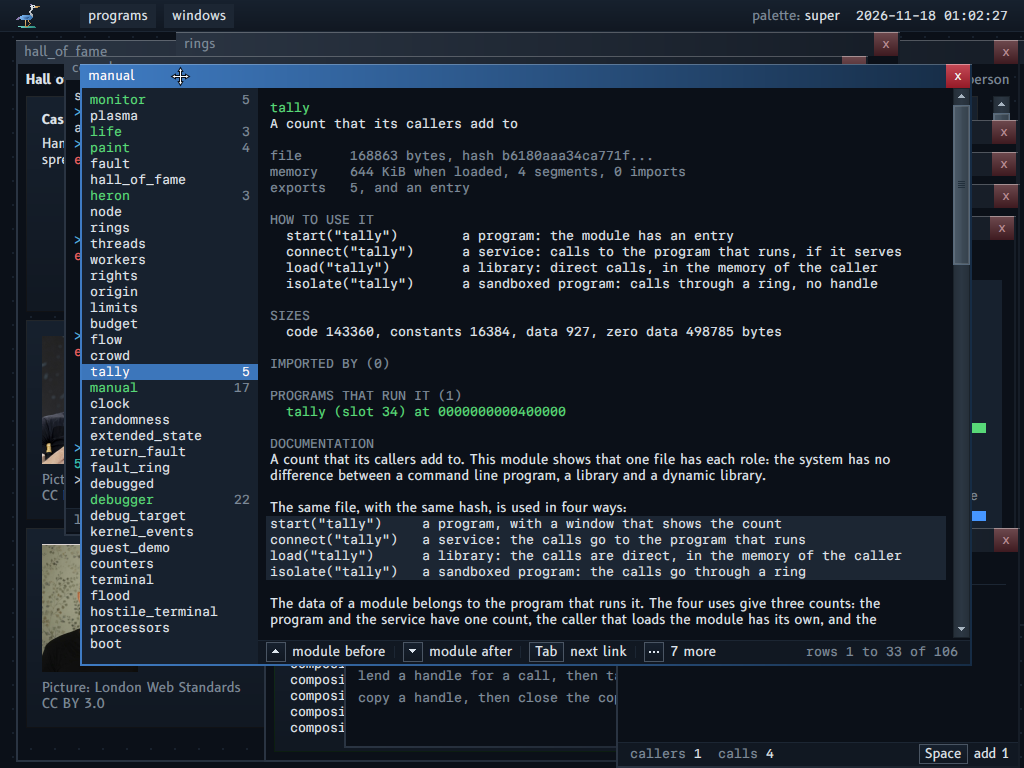 programs windows palette: super 2026-11-18 01:02:27
rings x
hall_of_fame x
manual x
Hall o
person
Cas
Han
spre
monitor 5
plasma
life 3
paint 4
fault
hall_of_fame
heron 3
node
rings
threads
workers
rights
origin
limits
budget
flow
crowd
tally 5
manual 17
clock
randomness
extended_state
return_fault
fault_ring
debugged
debugger 22
debug_target
kernel_events
guest_demo
counters
terminal
flood
hostile_terminal
processors
boot
tally
A count that its callers add to
file 168863 bytes, hash b6180aaa34ca771f...
memory 644 KiB when loaded, 4 segments, 0 imports
exports 5, and an entry
HOW TO USE IT
start("tally") a program: the module has an entry
connect("tally") a service: calls to the program that runs, if it serves
load("tally") a library: direct calls, in the memory of the caller
isolate("tally") a sandboxed program: calls through a ring, no handle
SIZES
code 143360, constants 16384, data 927, zero data 498785 bytes
IMPORTED BY (0)
PROGRAMS THAT RUN IT (1)
tally (slot 34) at 0000000000400000
DOCUMENTATION
A count that its callers add to. This module shows that one file has each role: the system has no
difference between a command line program, a library and a dynamic library.
The same file, with the same hash, is used in four ways:
start("tally") a program, with a window that shows the count
connect("tally") a service: the calls go to the program that runs
load("tally") a library: the calls are direct, in the memory of the caller
isolate("tally") a sandboxed program: the calls go through a ring
The data of a module belongs to the program that runs it. The four uses give three counts: the
program and the service have one count, the caller that loads the module has its own, and the
module before module after Tab next link ... 7 more rows 1 to 33 of 106
x
x
x
x
x
Pict
CC
Picture: London Web Standards
CC BY 3.0
composi
composi
composi
composi
composi
lend a handle for a call, then t
copy a handle, then close the co
callers 1 calls 4 Space add 1